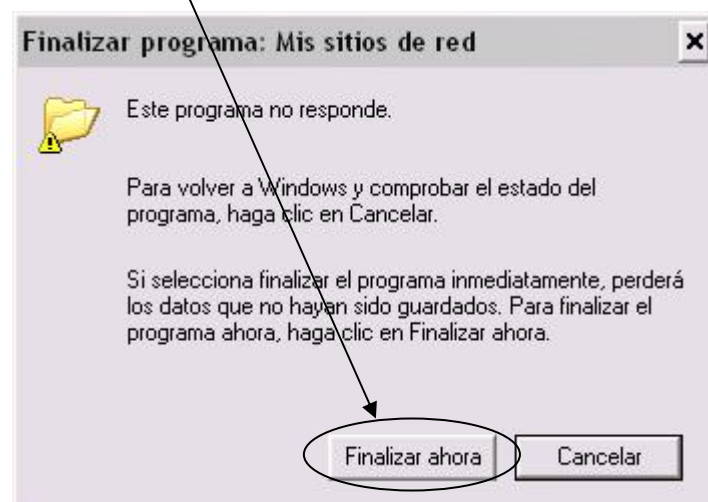 Finalizar programa: Mis sitios de red
Este programa no responde.
Para volver a Windows y comprobar el estado del
programa, haga clic en Cancelar.
Si selecciona finalizar el programa inmediatamente, perderá
los datos que no hayan sido guardados. Para finalizar el
programa ahora, haga clic en Finalizar ahora.
Finalizar ahora Cancelar